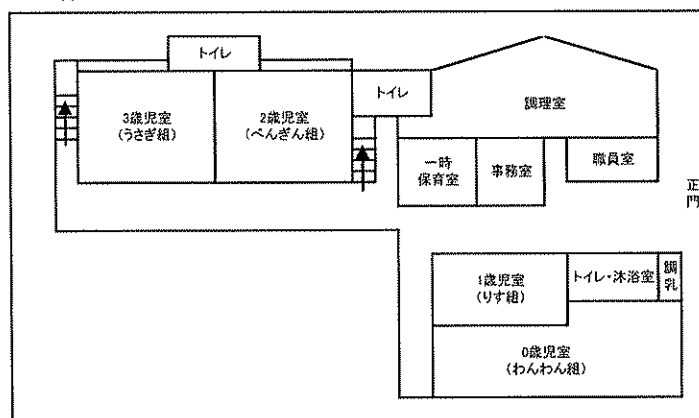 トイレ
トイレ
3歳児室
(うさぎ組)
2歳児室
(ぺんぎん組)
調理室
一時
保育室
事務室
職員室
正
門
1歳児室
(りす組)
トイレ・沐浴室
調
乳
0歳児室
(わんわん組)